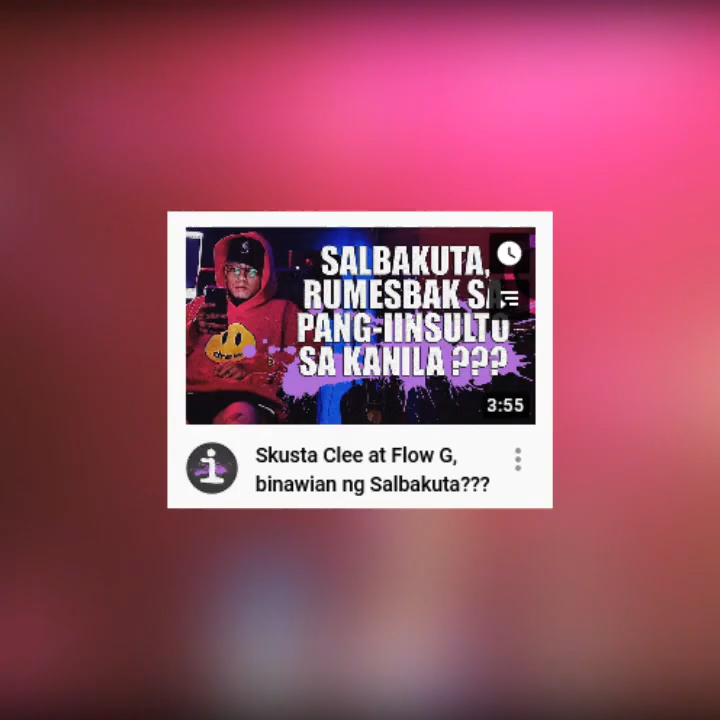 SALBAKUTA,
RUMESBAK SA
PANG-IINSULTO
SA KANILA ???
3:55
Skusta Clee at Flow G,
binawian ng Salbakuta???